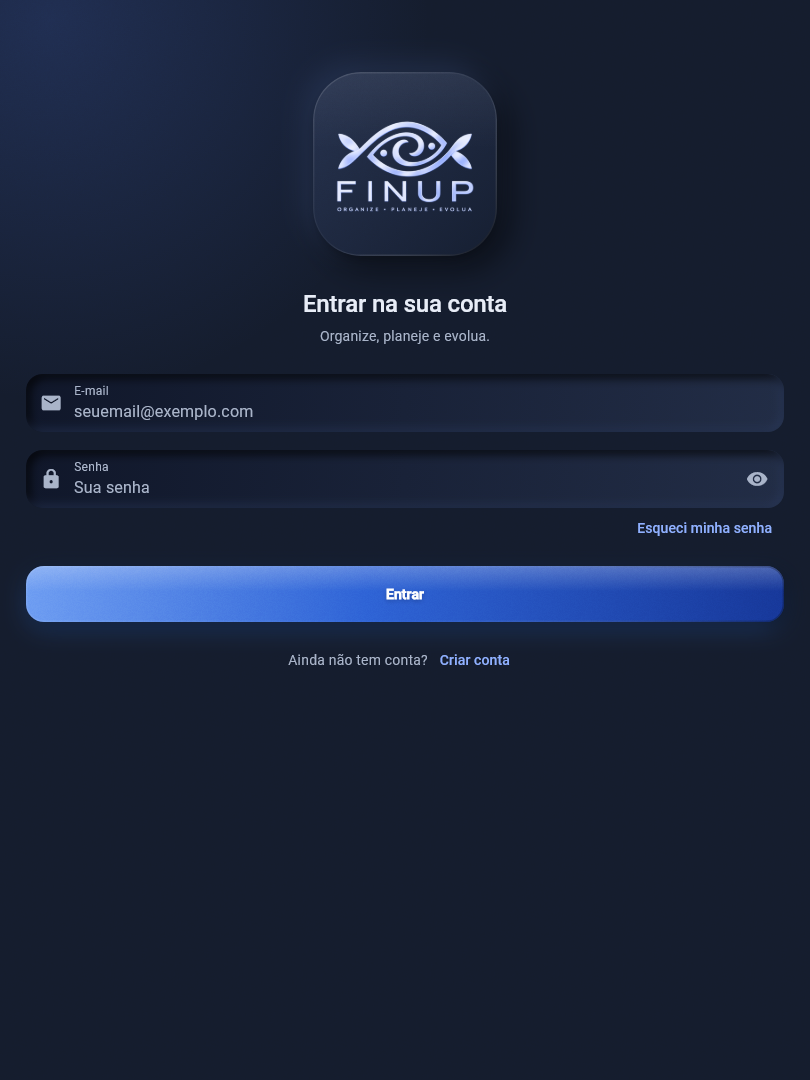 FINUP
ORGANIZE • PLANEJE • EVOLUA
Entrar na sua conta
Organize, planeje e evolua.
E-mail
seuemail@exemplo.com
Senha
Sua senha
Esqueci minha senha
Entrar
Ainda não tem conta? Criar conta